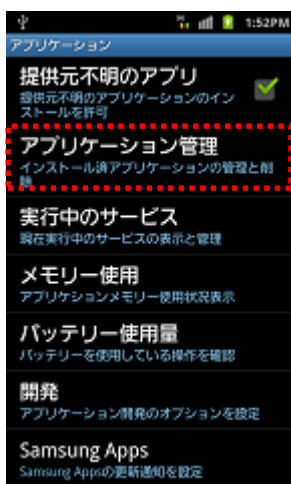 1:52PM
アプリケーション
提供元不明のアプリ
提供元不明のアプリケーションのイン
ストールを許可
アプリケーション管理
インストール済アプリケーションの管理と削
除
実行中のサービス
現在実行中のサービスの表示と管理
メモリー使用
アプリケションメモリー使用状況表示
バッテリー使用量
バッテリーを使用している操作を確認
開発
アプリケーション開発のオプションを設定
Samsung Apps
Samsung Appsの更新通知を設定